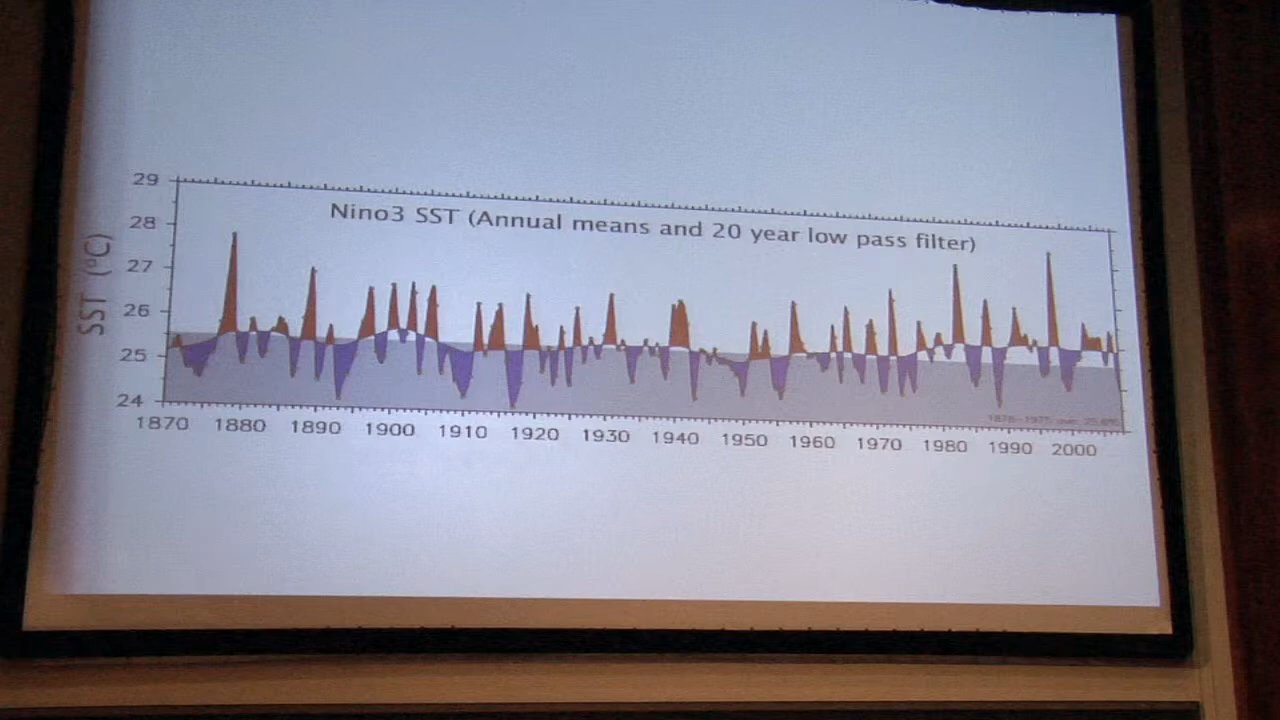 Nino3 SST (Annual means and 20 year low pass filter)
SST (°C)
29
28
27
26
25
24
1870 1880 1890 1900 1910 1920 1930 1940 1950 1960 1970 1980 1990 2000